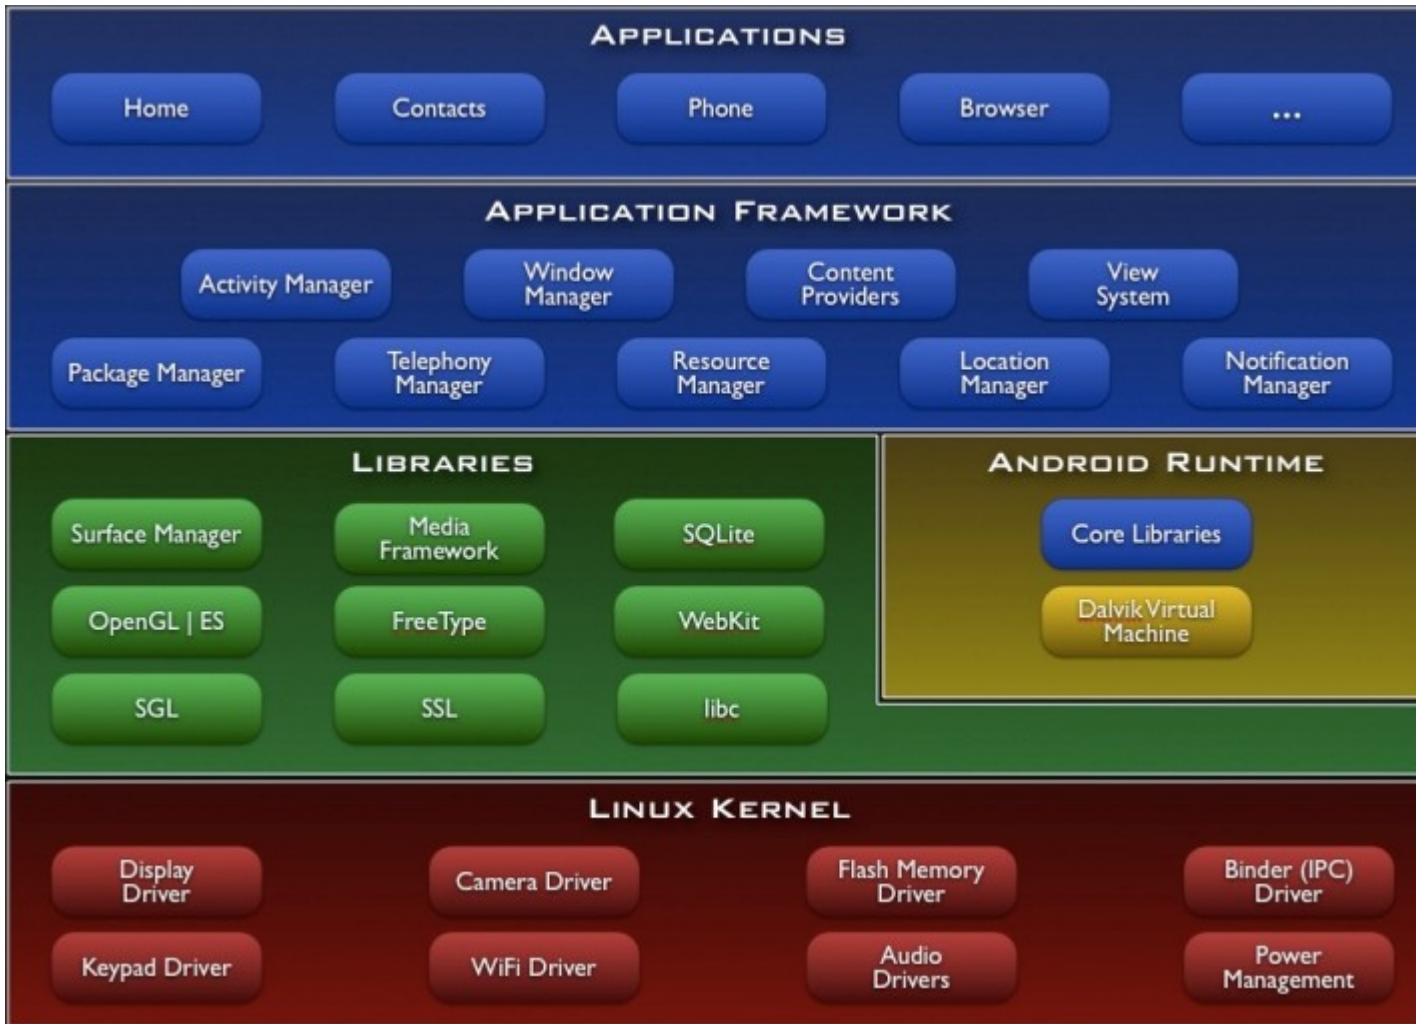 APPLICATIONS
Home
Contacts
Phone
Browser
...
APPLICATION FRAMEWORK
Activity Manager
Window
Manager
Content
Providers
View
System
Package Manager
Telephony
Manager
Resource
Manager
Location
Manager
Notification
Manager
LIBRARIES
Surface Manager
Media
Framework
SQLite
OpenGL | ES
FreeType
WebKit
SGL
SSL
libc
ANDROID RUNTIME
Core Libraries
Dalvik Virtual
Machine
LINUX KERNEL
Display
Driver
Camera Driver
Flash Memory
Driver
Binder (IPC)
Driver
Keypad Driver
WiFi Driver
Audio
Drivers
Power
Management